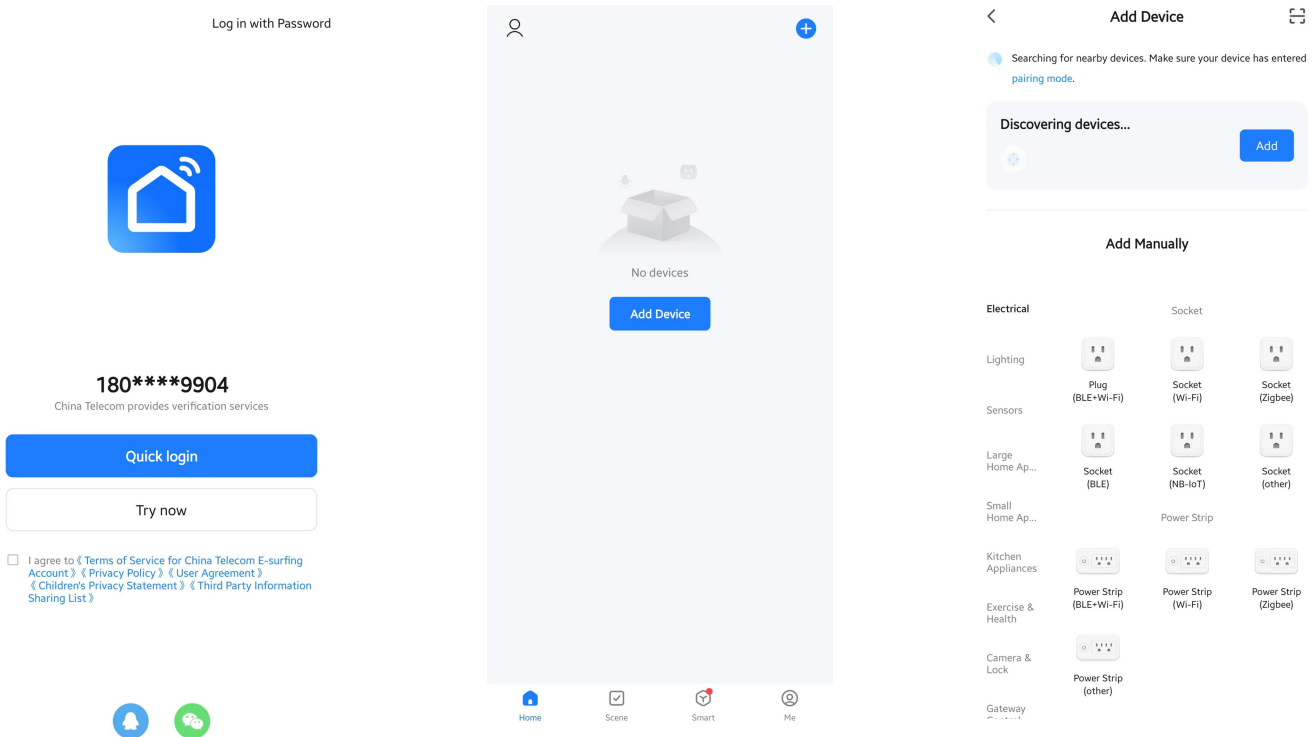 Log in with Password
180****9904
China Telecom provides verification services
Quick login
Try now
I agree to《 Terms of Service for China Telecom E-surfing
Account 》《 Privacy Policy 》《 User Agreement 》
《 Children's Privacy Statement 》《 Third Party Information
Sharing List 》
No devices
Add Device
Home
Scene
Smart
Me
Add Device
Searching for nearby devices. Make sure your device has entered
pairing mode.
Discovering devices...
Add
Add Manually
Electrical
Lighting
Sensors
Large
Home Ap...
Small
Home Ap...
Kitchen
Appliances
Exercise &
Health
Camera &
Lock
Gateway
Socket
Plug
(BLE+Wi-Fi)
Socket
(Wi-Fi)
Socket
(Zigbee)
Socket
(BLE)
Socket
(NB-IoT)
Socket
(other)
Power Strip
Power Strip
(BLE+Wi-Fi)
Power Strip
(Wi-Fi)
Power Strip
(Zigbee)
Power Strip
(other)